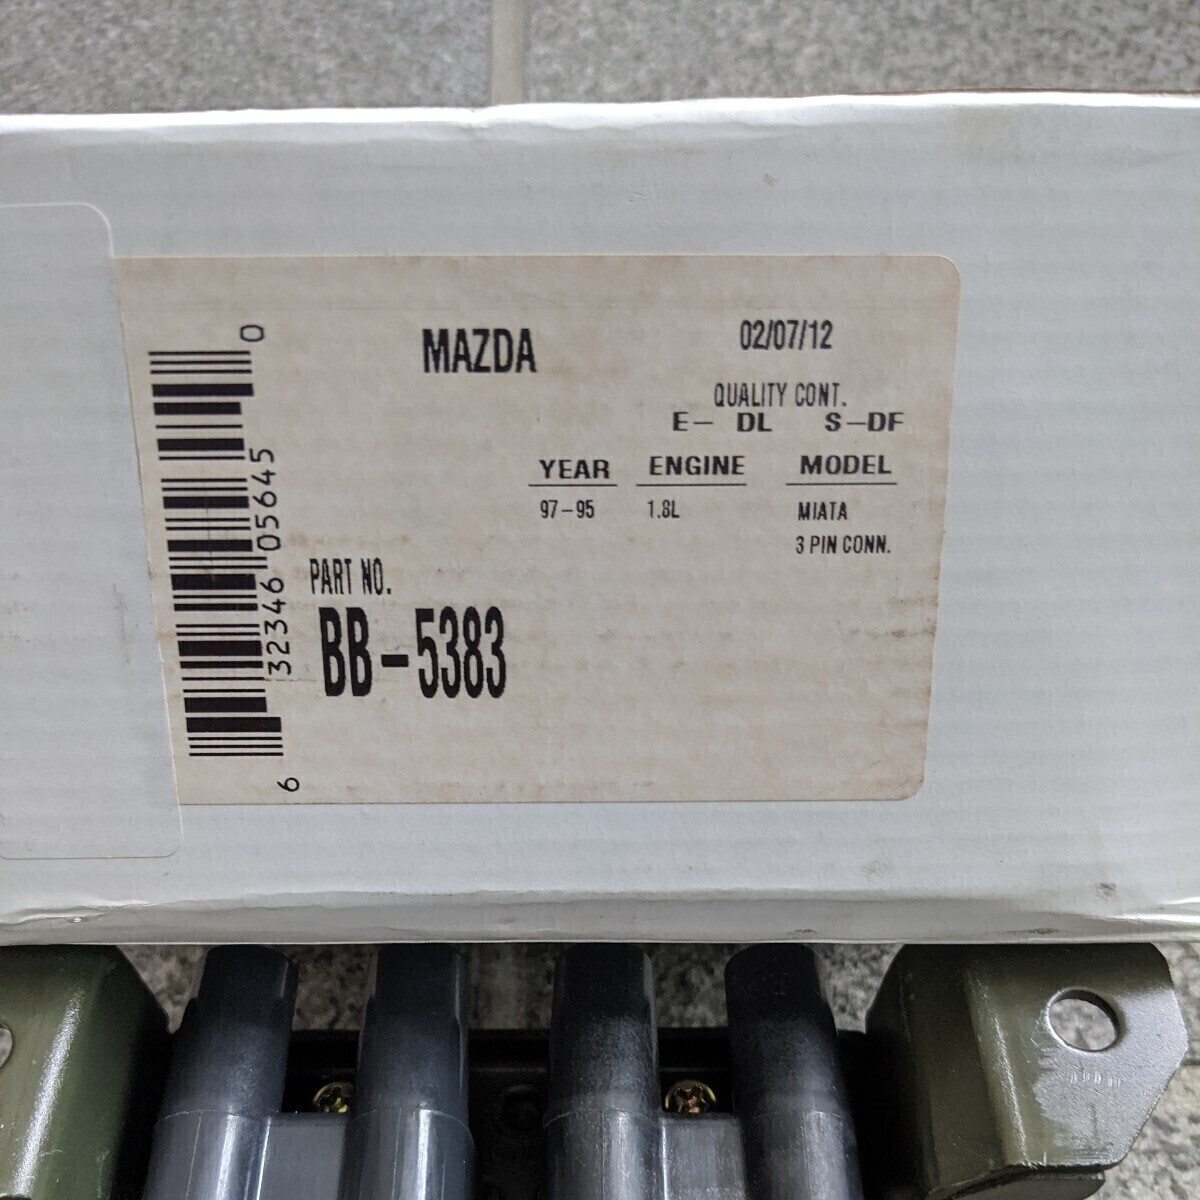 MAZDA
02/07/12
QUALITY CONT.
E- DL S-DF
YEAR ENGINE MODEL
97-95 1.8L MIATA
3 PIN CONN.
PART NO.
BB-5383
6 32346 05645 0